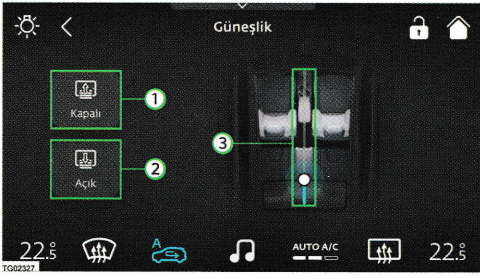 Güneşlik
Kapalı
1
Açık
2
3
A
22.5°
AUTO A/C
22.5°
TG02327